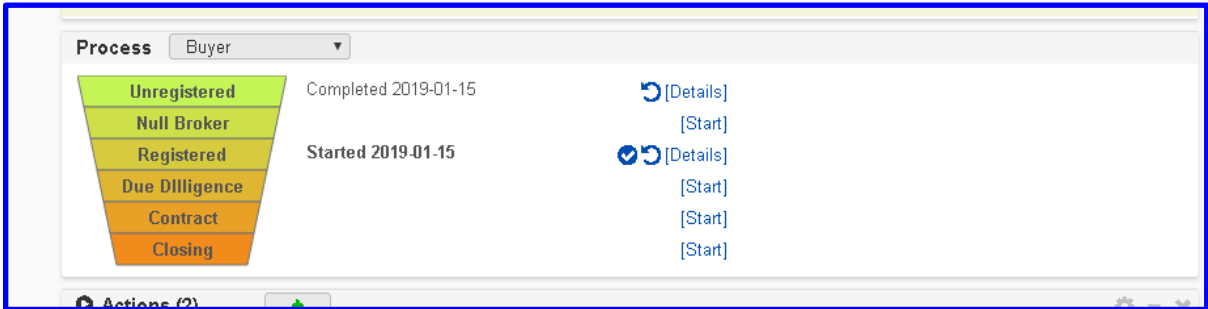 Process Buyer
Unregistered Completed 2019-01-15 [Details]
Null Broker [Start]
Registered Started 2019-01-15 [Details]
Due DIlligence [Start]
Contract [Start]
Closing [Start]
Actions (2)